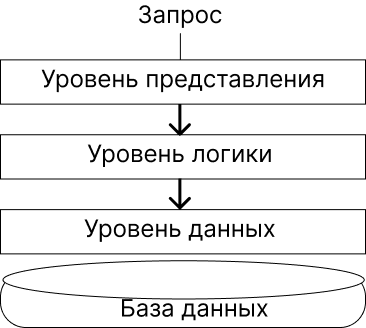 Запрос
Уровень представления
Уровень логики
Уровень данных
База данных